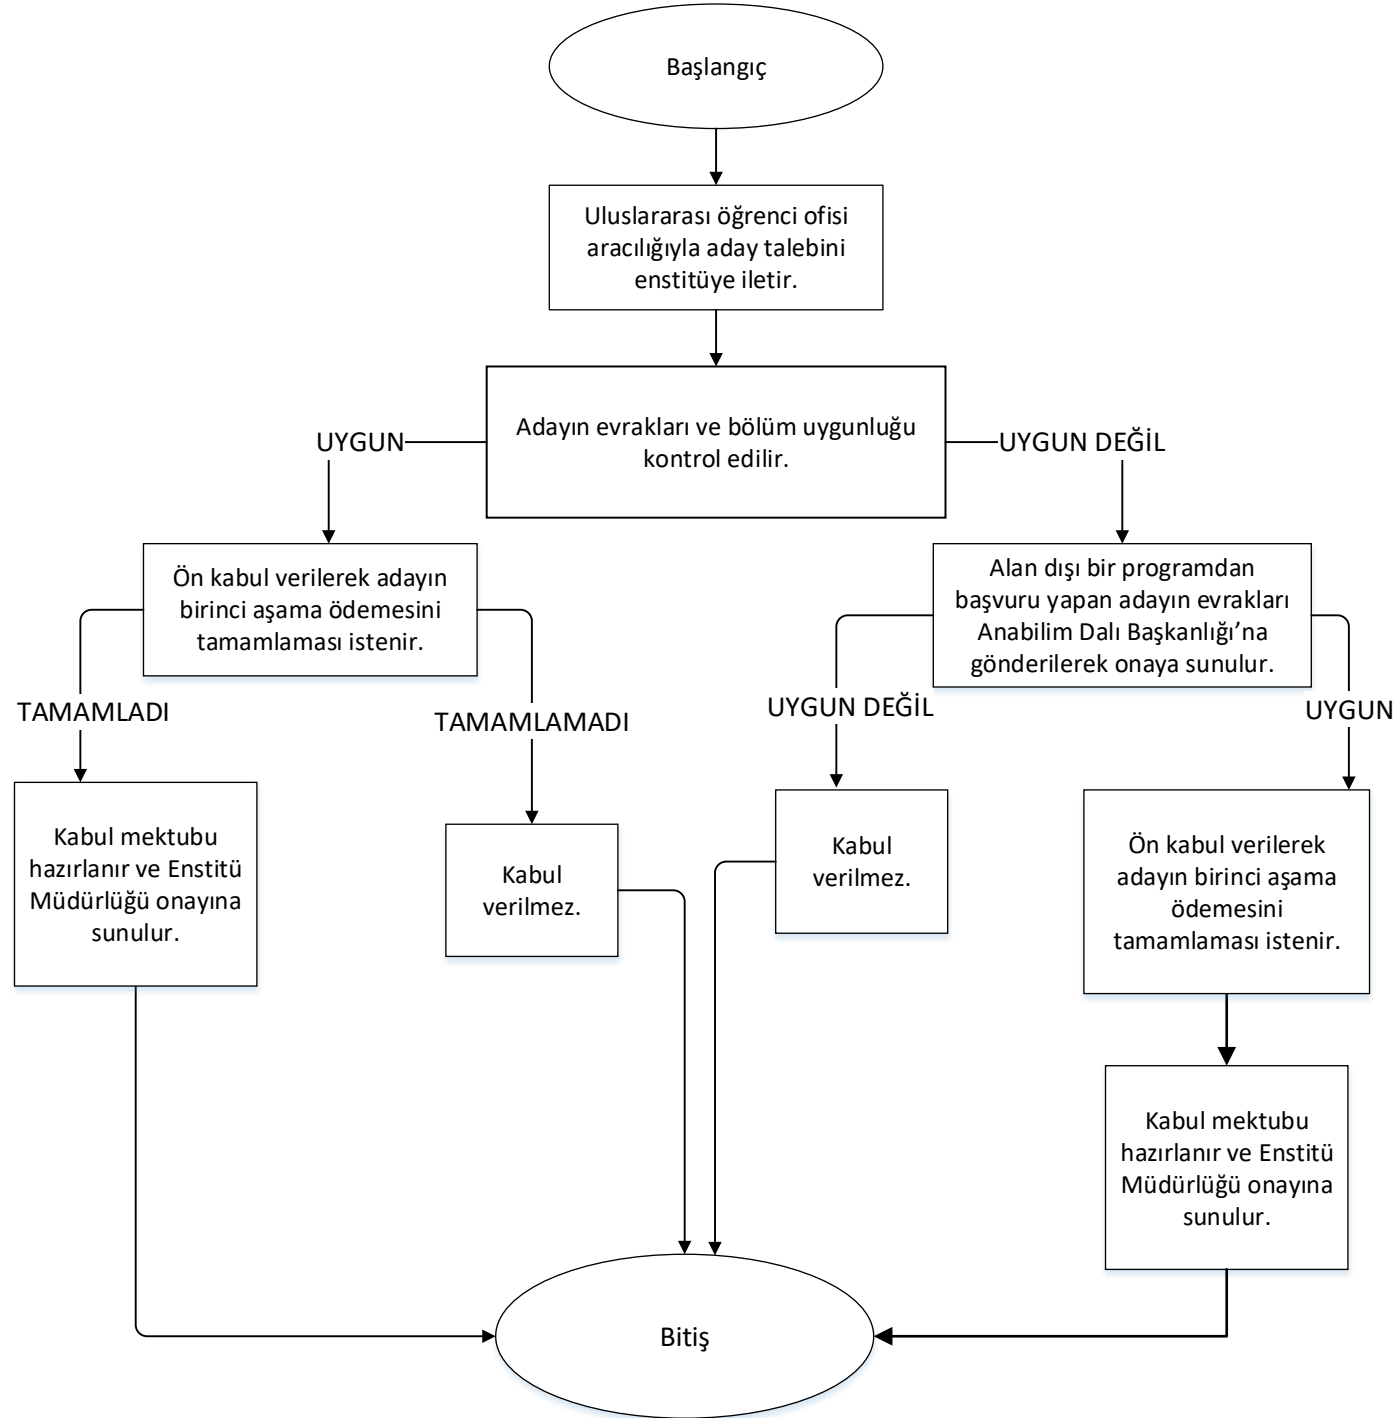 Başlangıç
Uluslararası öğrenci ofisi
aracılığıyla aday talebini
enstitüye iletir.
Adayın evrakları ve bölüm uygunluğu
kontrol edilir.
UYGUN
UYGUN DEĞİL
Ön kabul verilerek adayın
birinci aşama ödemesini
tamamlaması istenir.
Alan dışı bir programdan
başvuru yapan adayın evrakları
Anabilim Dalı Başkanlığı’na
gönderilerek onaya sunulur.
TAMAMLADI
TAMAMLAMADI
UYGUN DEĞİL
UYGUN
Kabul mektubu
hazırlanır ve Enstitü
Müdürlüğü onayına
sunulur.
Kabul
verilmez.
Kabul
verilmez.
Ön kabul verilerek
adayın birinci aşama
ödemesini
tamamlaması istenir.
Kabul mektubu
hazırlanır ve Enstitü
Müdürlüğü onayına
sunulur.
Bitiş